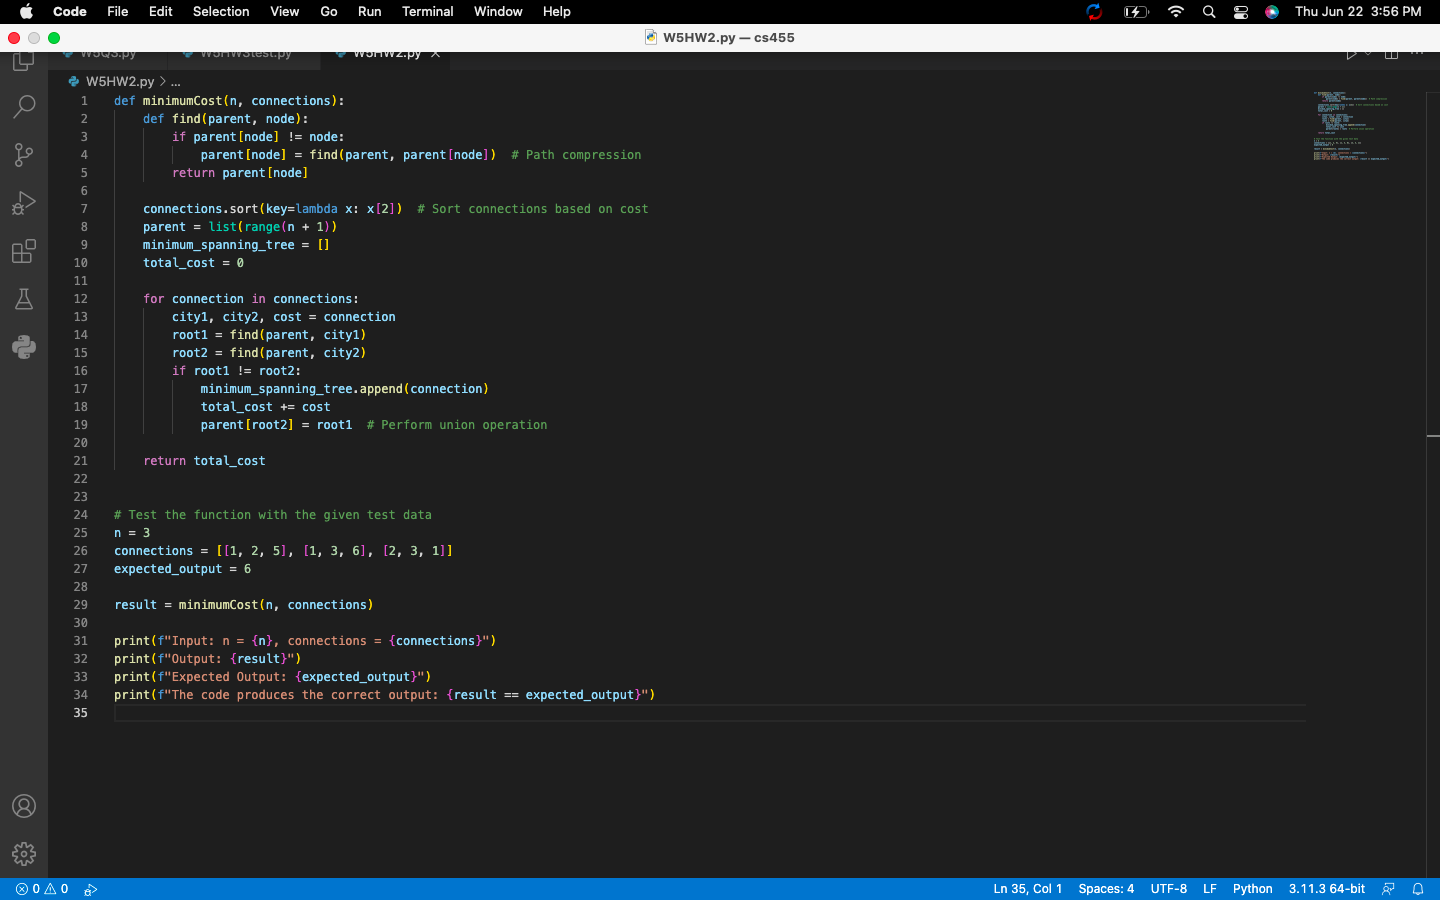 Code File Edit Selection View Go Run Terminal Window Help Thu Jun 22 3:56 PM
W5HW2.py — cs455
W5Q3.py W5HW3test.py W5HW2.py
W5HW2.py > ...
1 def minimumCost(n, connections):
2 def find(parent, node):
3 if parent[node] != node:
4 parent[node] = find(parent, parent[node]) # Path compression
5 return parent[node]
6
7 connections.sort(key=lambda x: x[2]) # Sort connections based on cost
8 parent = list(range(n + 1))
9 minimum_spanning_tree = []
10 total_cost = 0
11
12 for connection in connections:
13 city1, city2, cost = connection
14 root1 = find(parent, city1)
15 root2 = find(parent, city2)
16 if root1 != root2:
17 minimum_spanning_tree.append(connection)
18 total_cost += cost
19 parent[root2] = root1 # Perform union operation
20
21 return total_cost
22
23
24 # Test the function with the given test data
25 n = 3
26 connections = [[1, 2, 5], [1, 3, 6], [2, 3, 1]]
27 expected_output = 6
28
29 result = minimumCost(n, connections)
30
31 print(f"Input: n = {n}, connections = {connections}")
32 print(f"Output: {result}")
33 print(f"Expected Output: {expected_output}")
34 print(f"The code produces the correct output: {result == expected_output}")
35
0 0 Ln 35, Col 1 Spaces: 4 UTF-8 LF Python 3.11.3 64-bit